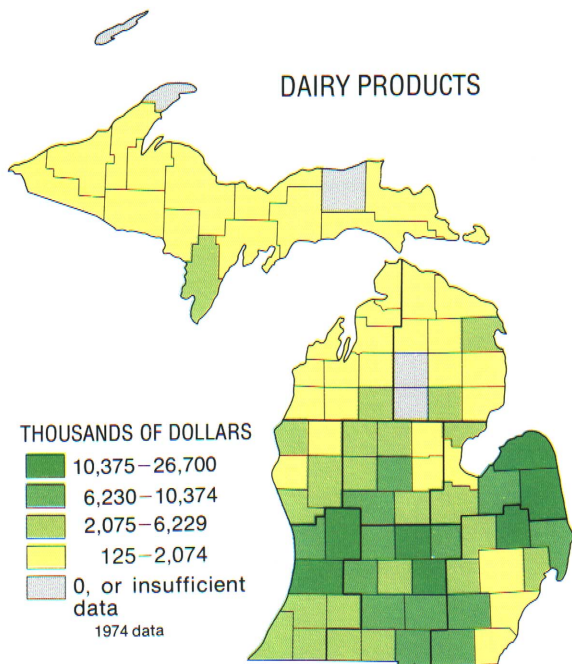 DAIRY PRODUCTS
THOUSANDS OF DOLLARS
10,375–26,700
6,230–10,374
2,075–6,229
125–2,074
0, or insufficient
data
1974 data